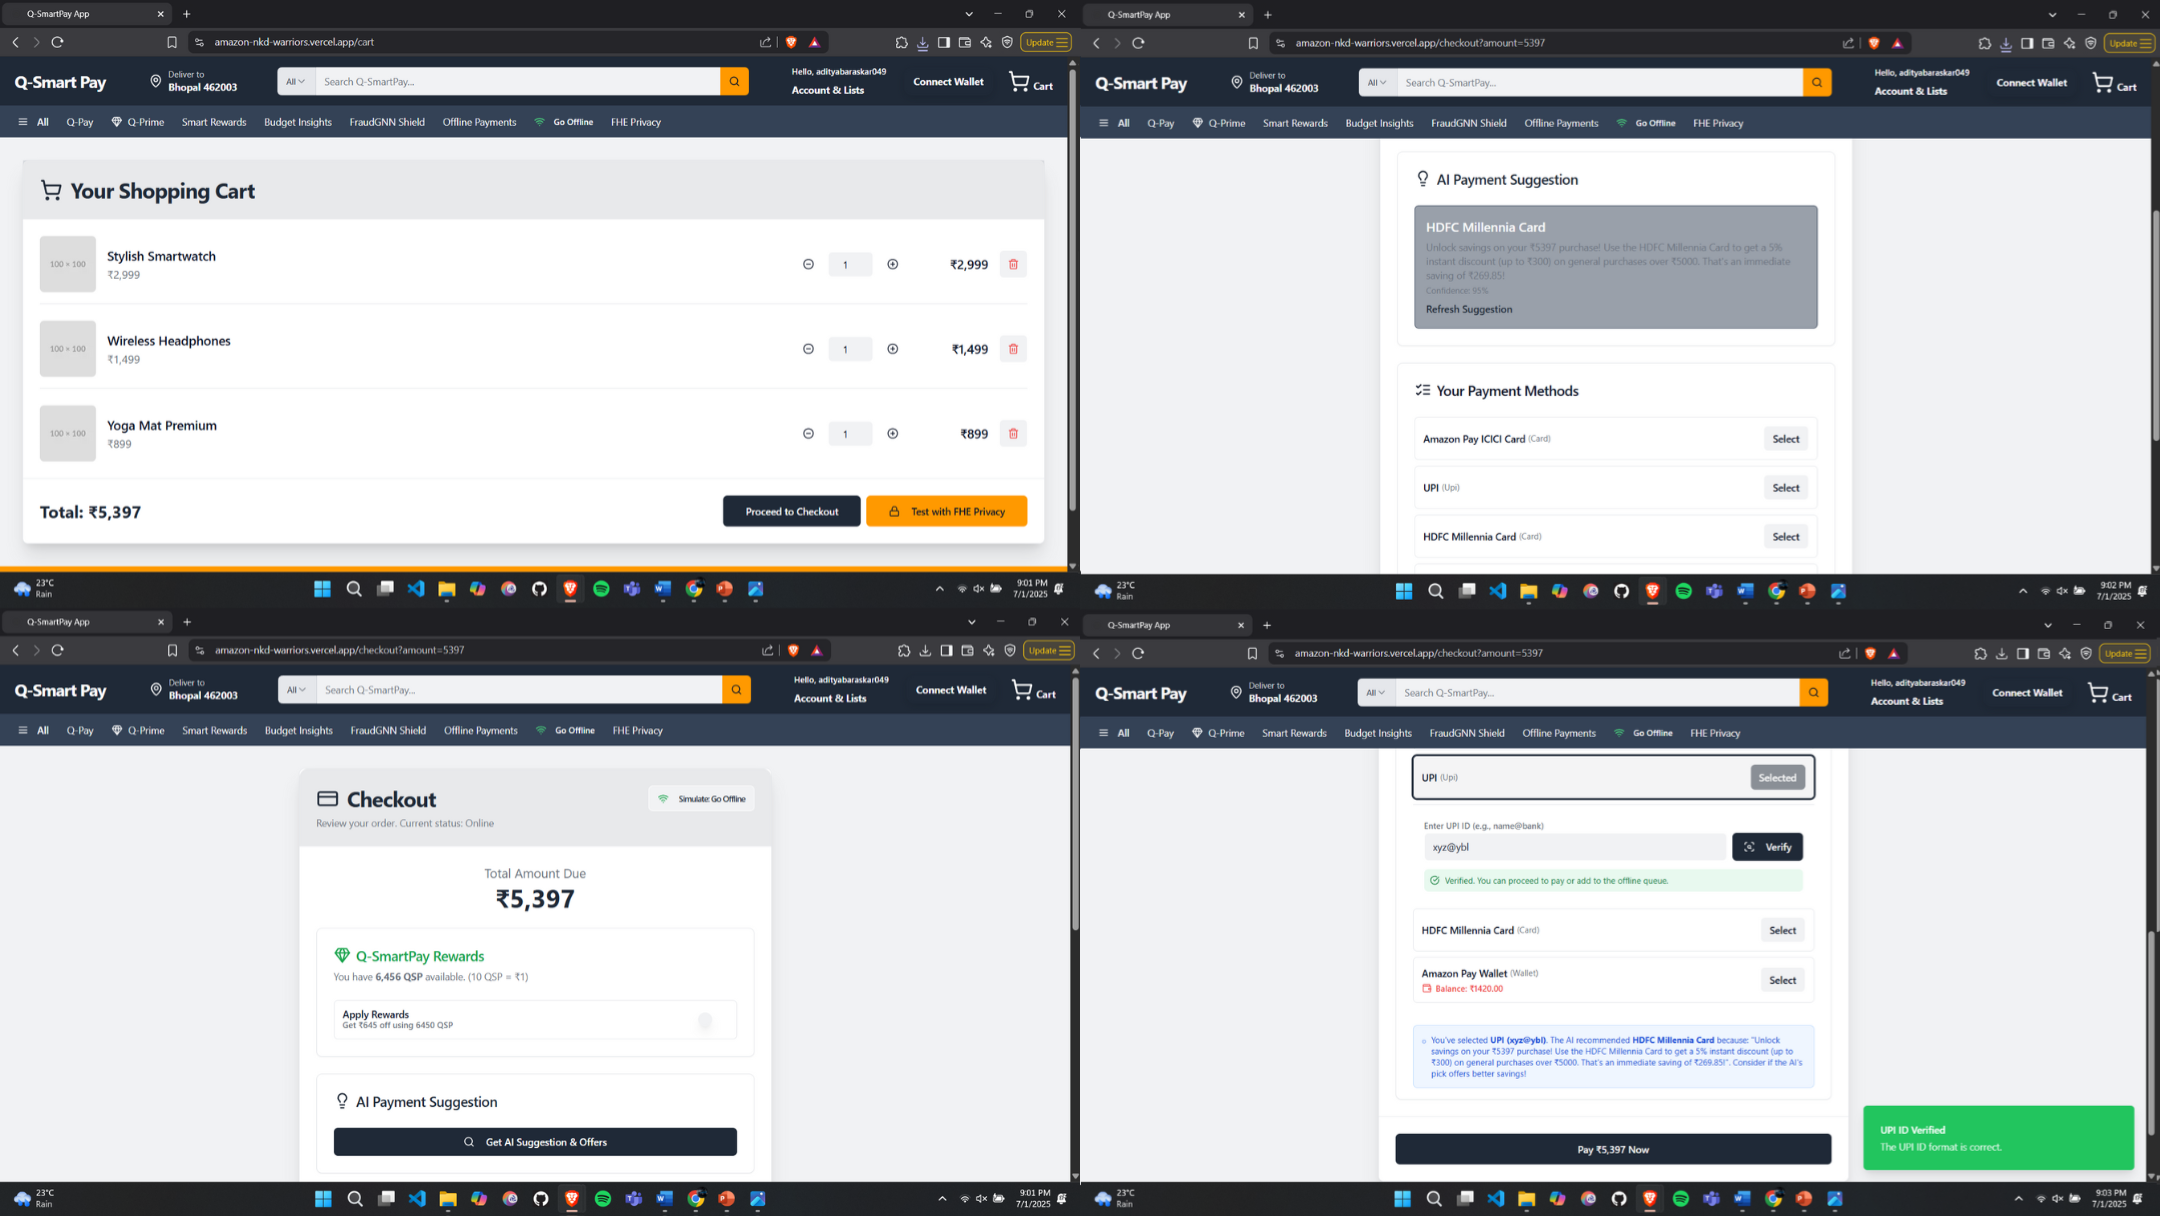 Q-SmartPay App
amazon-nkd-warriors.vercel.app/cart
Update
Q-Smart Pay
Deliver to
Bhopal 462003
All
Search Q-SmartPay...
Hello, adityabaraskar049
Account & Lists
Connect Wallet
Cart
All Q-Pay Q-Prime Smart Rewards Budget Insights FraudGNN Shield Offline Payments Go Offline FHE Privacy
Your Shopping Cart
100 × 100
Stylish Smartwatch
₹2,999
1
₹2,999
100 × 100
Wireless Headphones
₹1,499
1
₹1,499
100 × 100
Yoga Mat Premium
₹899
1
₹899
Total: ₹5,397
Proceed to Checkout
Test with FHE Privacy
23°C
Rain
9:01 PM
7/1/2025
Q-SmartPay App
amazon-nkd-warriors.vercel.app/checkout?amount=5397
Update
Q-Smart Pay
Deliver to
Bhopal 462003
All
Search Q-SmartPay...
Hello, adityabaraskar049
Account & Lists
Connect Wallet
Cart
All Q-Pay Q-Prime Smart Rewards Budget Insights FraudGNN Shield Offline Payments Go Offline FHE Privacy
AI Payment Suggestion
HDFC Millennia Card
Unlock savings on your ₹5397 purchase! Use the HDFC Millennia Card to get a 5%
instant discount (up to ₹300) on general purchases over ₹5000. That's an immediate
saving of ₹269.85!
Confidence: 95%
Refresh Suggestion
Your Payment Methods
Amazon Pay ICICI Card (Card)
Select
UPI (Upi)
Select
HDFC Millennia Card (Card)
Select
23°C
Rain
9:02 PM
7/1/2025
Q-SmartPay App
amazon-nkd-warriors.vercel.app/checkout?amount=5397
Update
Q-Smart Pay
Deliver to
Bhopal 462003
All
Search Q-SmartPay...
Hello, adityabaraskar049
Account & Lists
Connect Wallet
Cart
All Q-Pay Q-Prime Smart Rewards Budget Insights FraudGNN Shield Offline Payments Go Offline FHE Privacy
Checkout
Simulate: Go Offline
Review your order. Current status: Online
Total Amount Due
₹5,397
Q-SmartPay Rewards
You have 6,456 QSP available. (10 QSP = ₹1)
Apply Rewards
Get ₹645 off using 6450 QSP
AI Payment Suggestion
Get AI Suggestion & Offers
23°C
Rain
9:01 PM
7/1/2025
Q-SmartPay App
amazon-nkd-warriors.vercel.app/checkout?amount=5397
Update
Q-Smart Pay
Deliver to
Bhopal 462003
All
Search Q-SmartPay...
Hello, adityabaraskar049
Account & Lists
Connect Wallet
Cart
All Q-Pay Q-Prime Smart Rewards Budget Insights FraudGNN Shield Offline Payments Go Offline FHE Privacy
UPI (Upi)
Selected
Enter UPI ID (e.g., name@bank)
xyz@ybl
Verify
Verified. You can proceed to pay or add to the offline queue.
HDFC Millennia Card (Card)
Select
Amazon Pay Wallet (Wallet)
Balance: ₹1420.00
Select
You've selected UPI (xyz@ybl). The AI recommended HDFC Millennia Card because: "Unlock
savings on your ₹5397 purchase! Use the HDFC Millennia Card to get a 5% instant discount (up to
₹300) on general purchases over ₹5000. That's an immediate saving of ₹269.85!". Consider if the AI's
pick offers better savings!
Pay ₹5,397 Now
UPI ID Verified
The UPI ID format is correct.
23°C
Rain
9:03 PM
7/1/2025